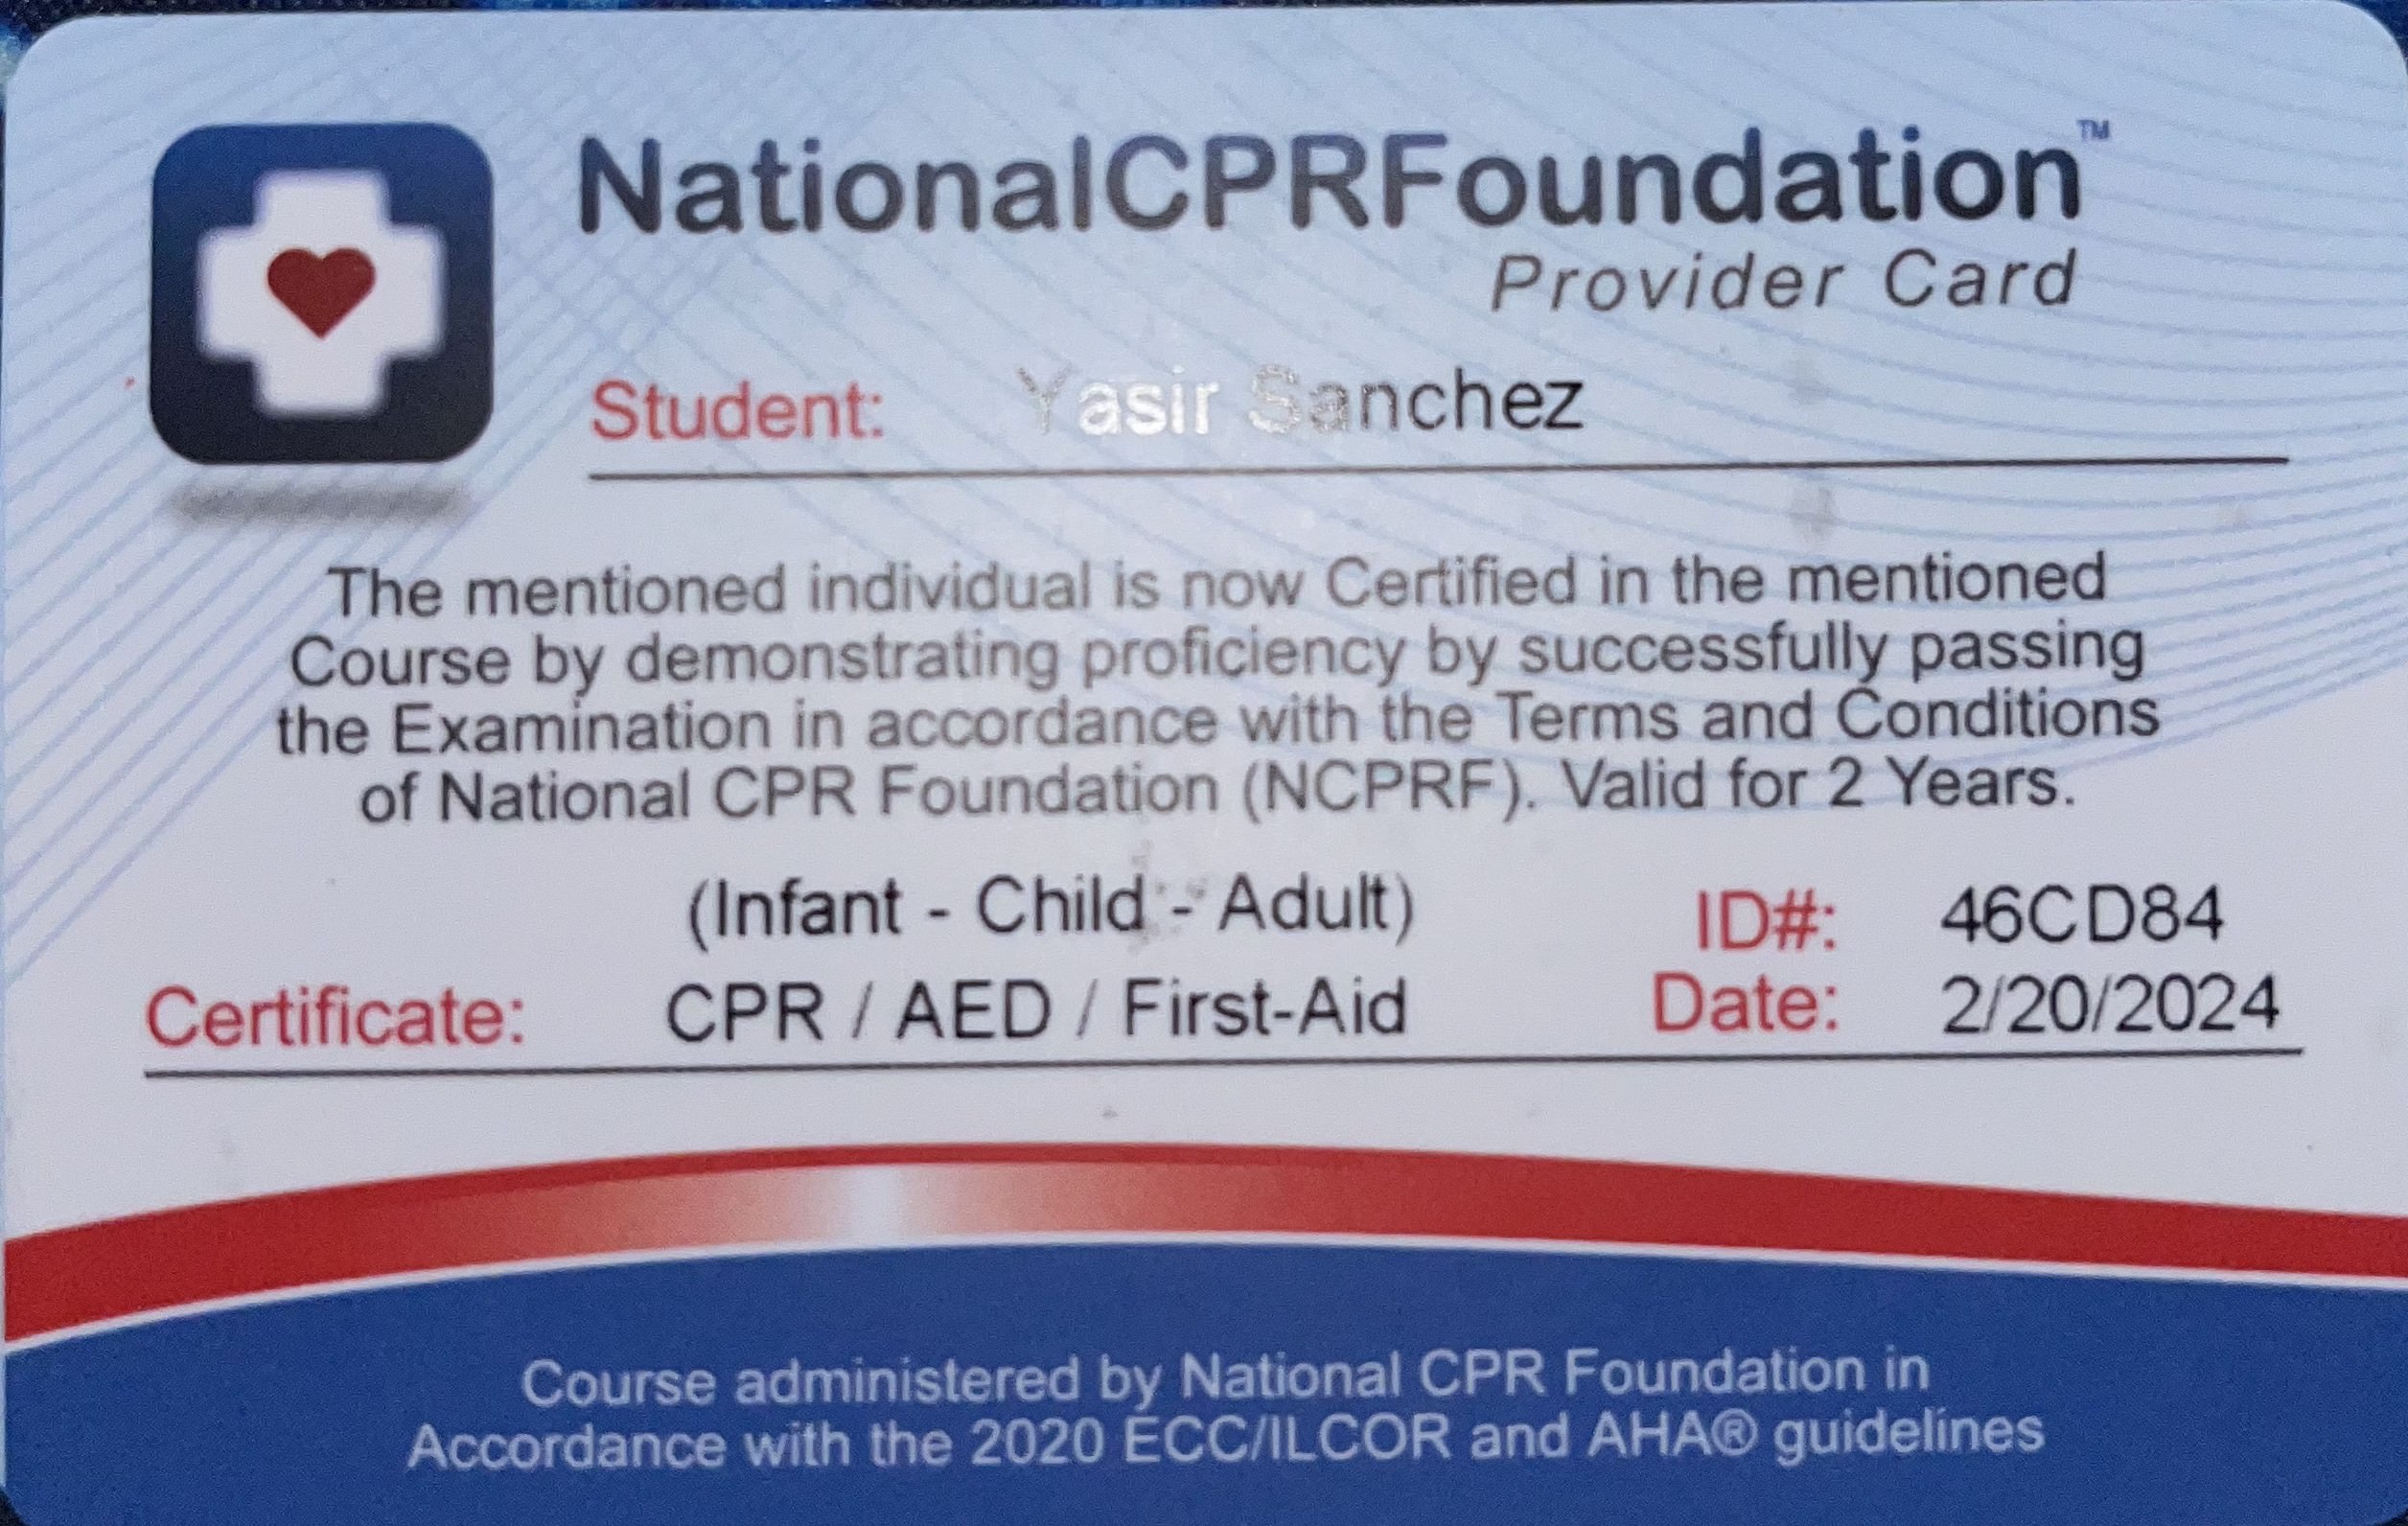 NationalCPRFoundation™
Provider Card
Student: Yasir Sanchez
The mentioned individual is now Certified in the mentioned
Course by demonstrating proficiency by successfully passing
the Examination in accordance with the Terms and Conditions
of National CPR Foundation (NCPRF). Valid for 2 Years.
(Infant - Child - Adult) ID#: 46CD84
Certificate: CPR / AED / First-Aid Date: 2/20/2024
Course administered by National CPR Foundation in
Accordance with the 2020 ECC/ILCOR and AHA® guidelines